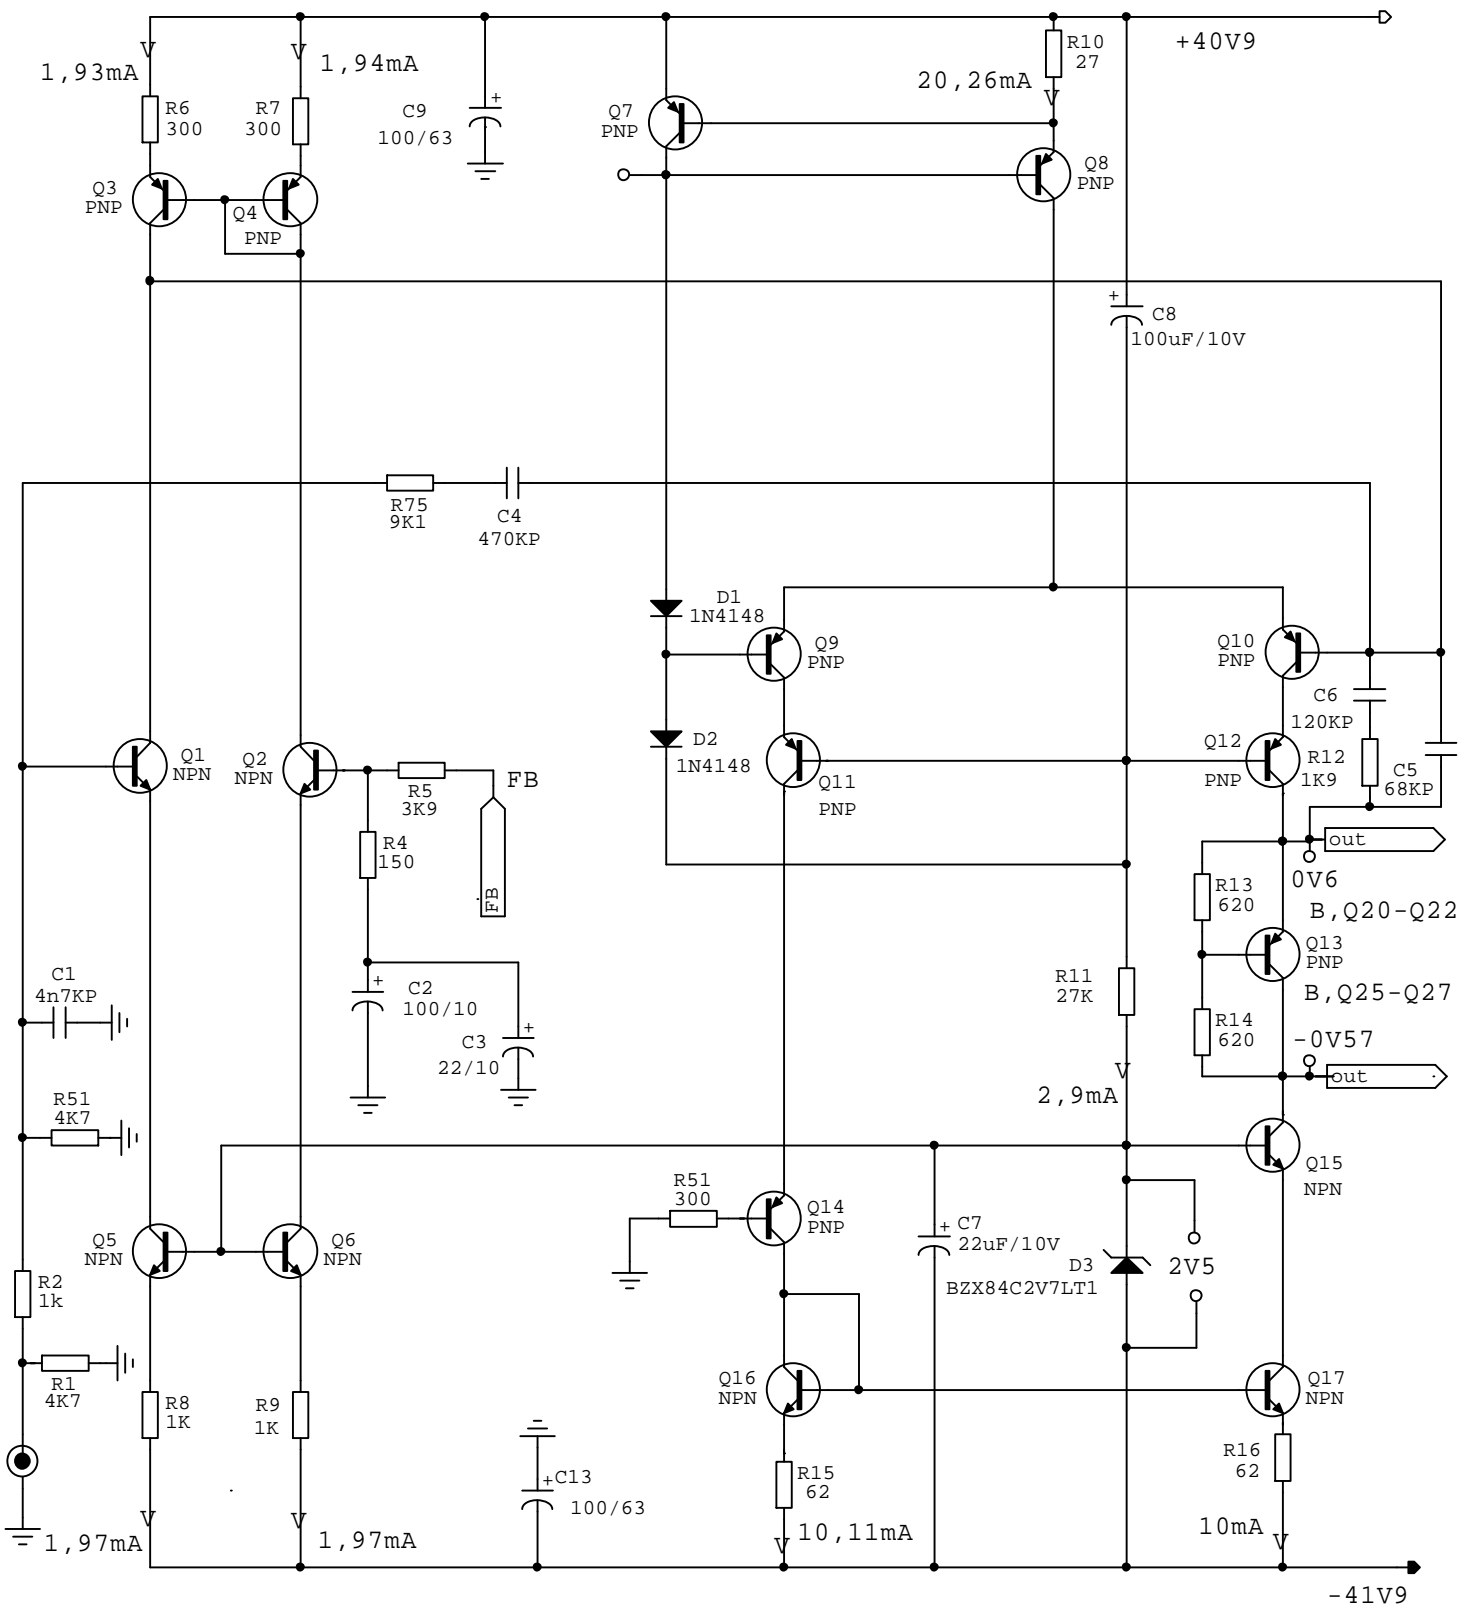 +40V9
1,93mA
V
V
1,94mA
R6
300
R7
300
C9
+
100/63
Q7
PNP
20,26mA
V
R10
27
Q3
PNP
Q4
PNP
Q8
PNP
+
C8
100uF/10V
R75
9K1
C4
470KP
D1
1N4148
Q9
PNP
Q10
PNP
C6
120KP
Q1
NPN
Q2
NPN
R5
3K9
FB
FB
R4
150
D2
1N4148
Q11
PNP
Q12
PNP
R12
1K9
C5
68KP
out
0V6
B,Q20-Q22
R13
620
Q13
PNP
B,Q25-Q27
R14
620
-0V57
out
C1
4n7KP
+
C2
100/10
+
C3
22/10
R11
27K
V
2,9mA
R51
4K7
R51
300
Q14
PNP
Q15
NPN
+
C7
22uF/10V
D3
BZX84C2V7LT1
2V5
Q5
NPN
Q6
NPN
R2
1k
R1
4K7
R8
1K
R9
1K
Q16
NPN
Q17
NPN
+
C13
100/63
R15
62
R16
62
V
1,97mA
V
1,97mA
V
10,11mA
10mA
V
-41V9